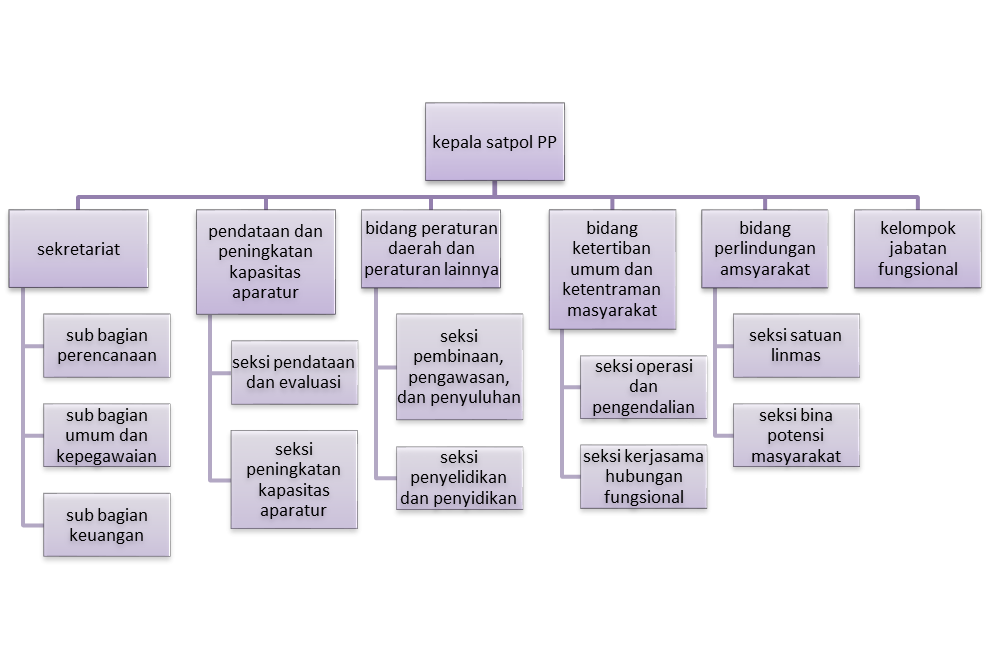 kepala satpol PP
sekretariat
sub bagian
perencanaan
sub bagian
umum dan
kepegawaian
sub bagian
keuangan
pendataan dan
peningkatan
kapasitas
aparatur
seksi pendataan
dan evaluasi
seksi
peningkatan
kapasitas
aparatur
bidang peraturan
daerah dan
peraturan lainnya
seksi
pembinaan,
pengawasan,
dan penyuluhan
seksi
penyelidikan
dan penyidikan
bidang
ketertiban
umum dan
ketentraman
masyarakat
seksi operasi
dan
pengendalian
seksi kerjasama
hubungan
fungsional
bidang
perlindungan
amsyarakat
seksi satuan
linmas
seksi bina
potensi
masyarakat
kelompok
jabatan
fungsional